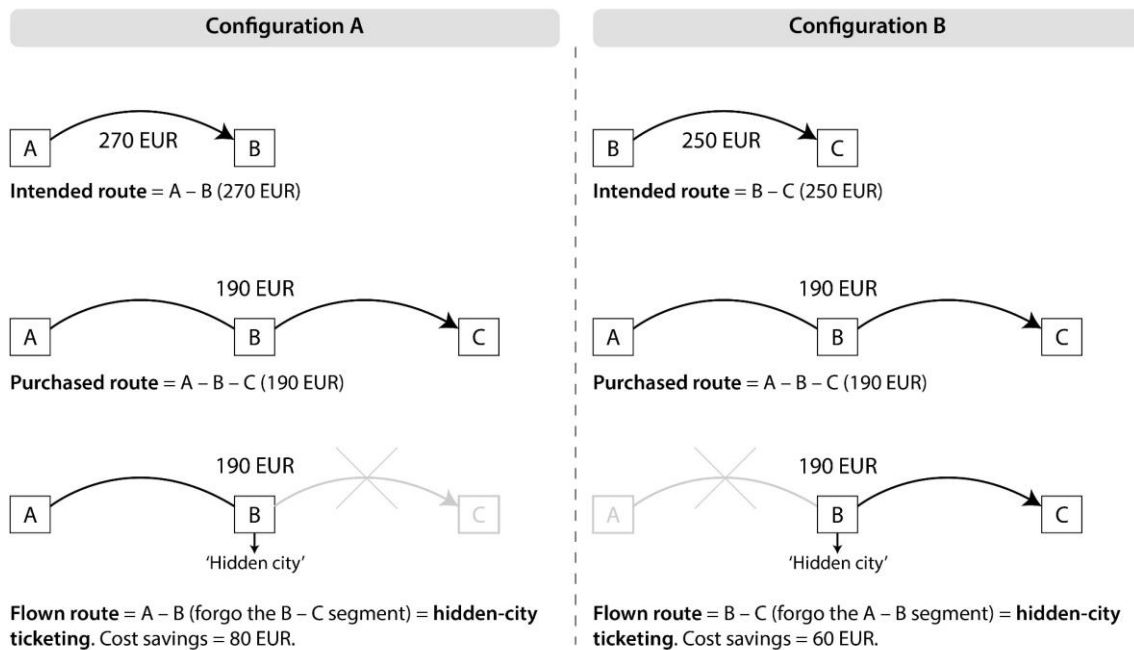 Configuration A
270 EUR
A
B
Intended route = A – B (270 EUR)
190 EUR
A
B
C
Purchased route = A – B – C (190 EUR)
190 EUR
A
B
C
‘Hidden city’
Flown route = A – B (forgo the B – C segment) = hidden-city
ticketing. Cost savings = 80 EUR.
Configuration B
250 EUR
B
C
Intended route = B – C (250 EUR)
190 EUR
A
B
C
Purchased route = A – B – C (190 EUR)
190 EUR
A
B
C
‘Hidden city’
Flown route = B – C (forgo the A – B segment) = hidden-city
ticketing. Cost savings = 60 EUR.